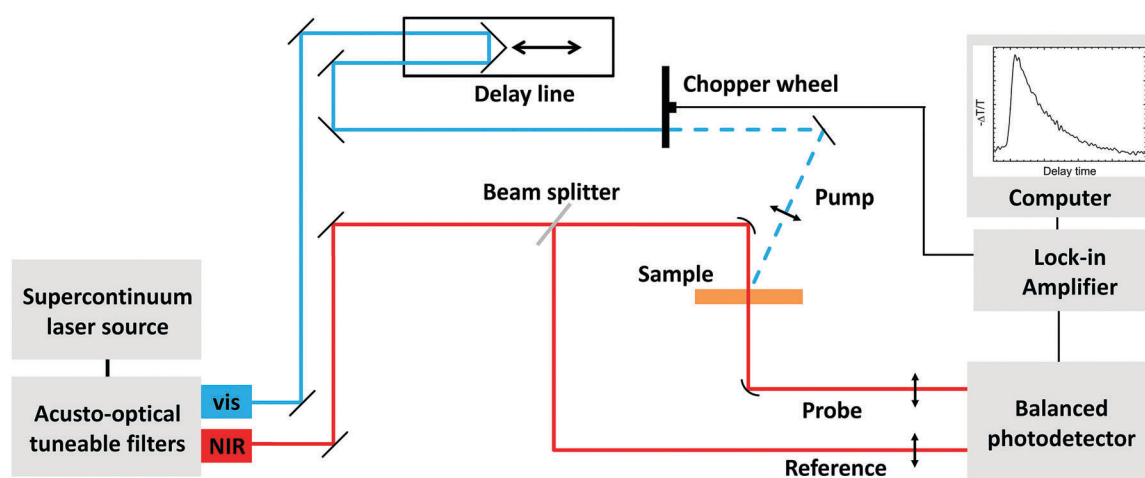 Delay line
Chopper wheel
-ΔT/T
Delay time
Computer
Beam splitter
Pump
Sample
Lock-in
Amplifier
Supercontinuum
laser source
Acusto-optical
tuneable filters
vis
NIR
Probe
Reference
Balanced
photodetector